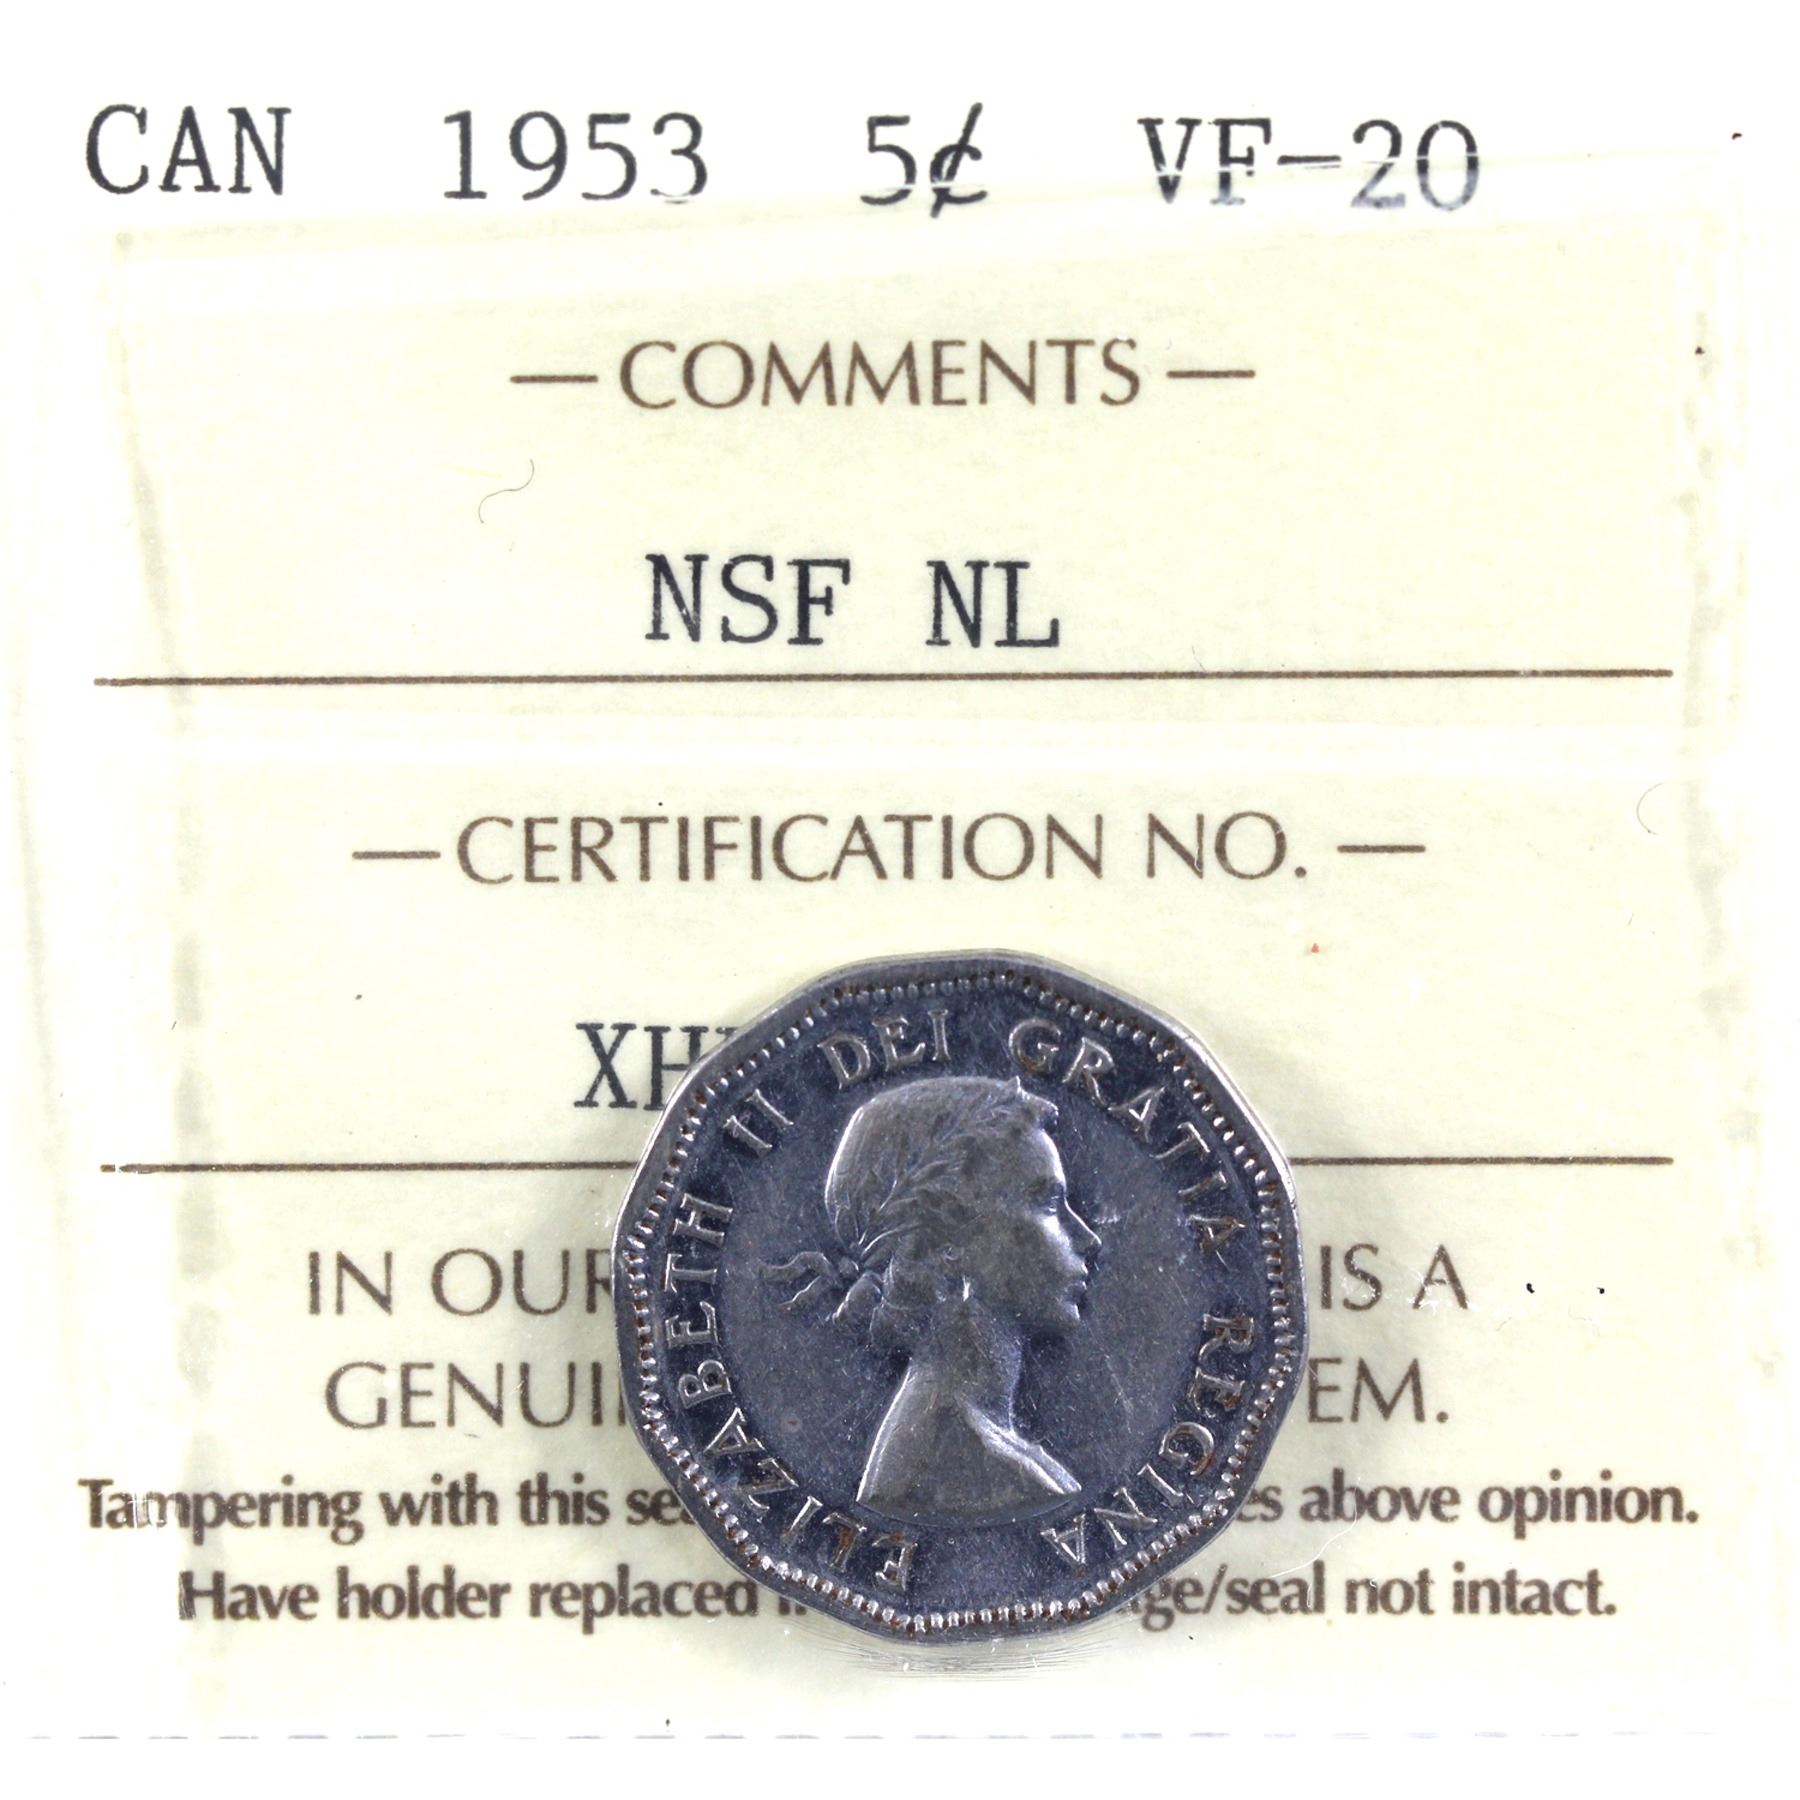 CAN 1953 5¢ VF-20
— COMMENTS —
NSF NL
— CERTIFICATION NO. —
XH
IN OUR IS A
GENUI EM.
Tampering with this se es above opinion.
Have holder replaced ge/seal not intact.
ELIZABETH II DEI GRATIA REGINA